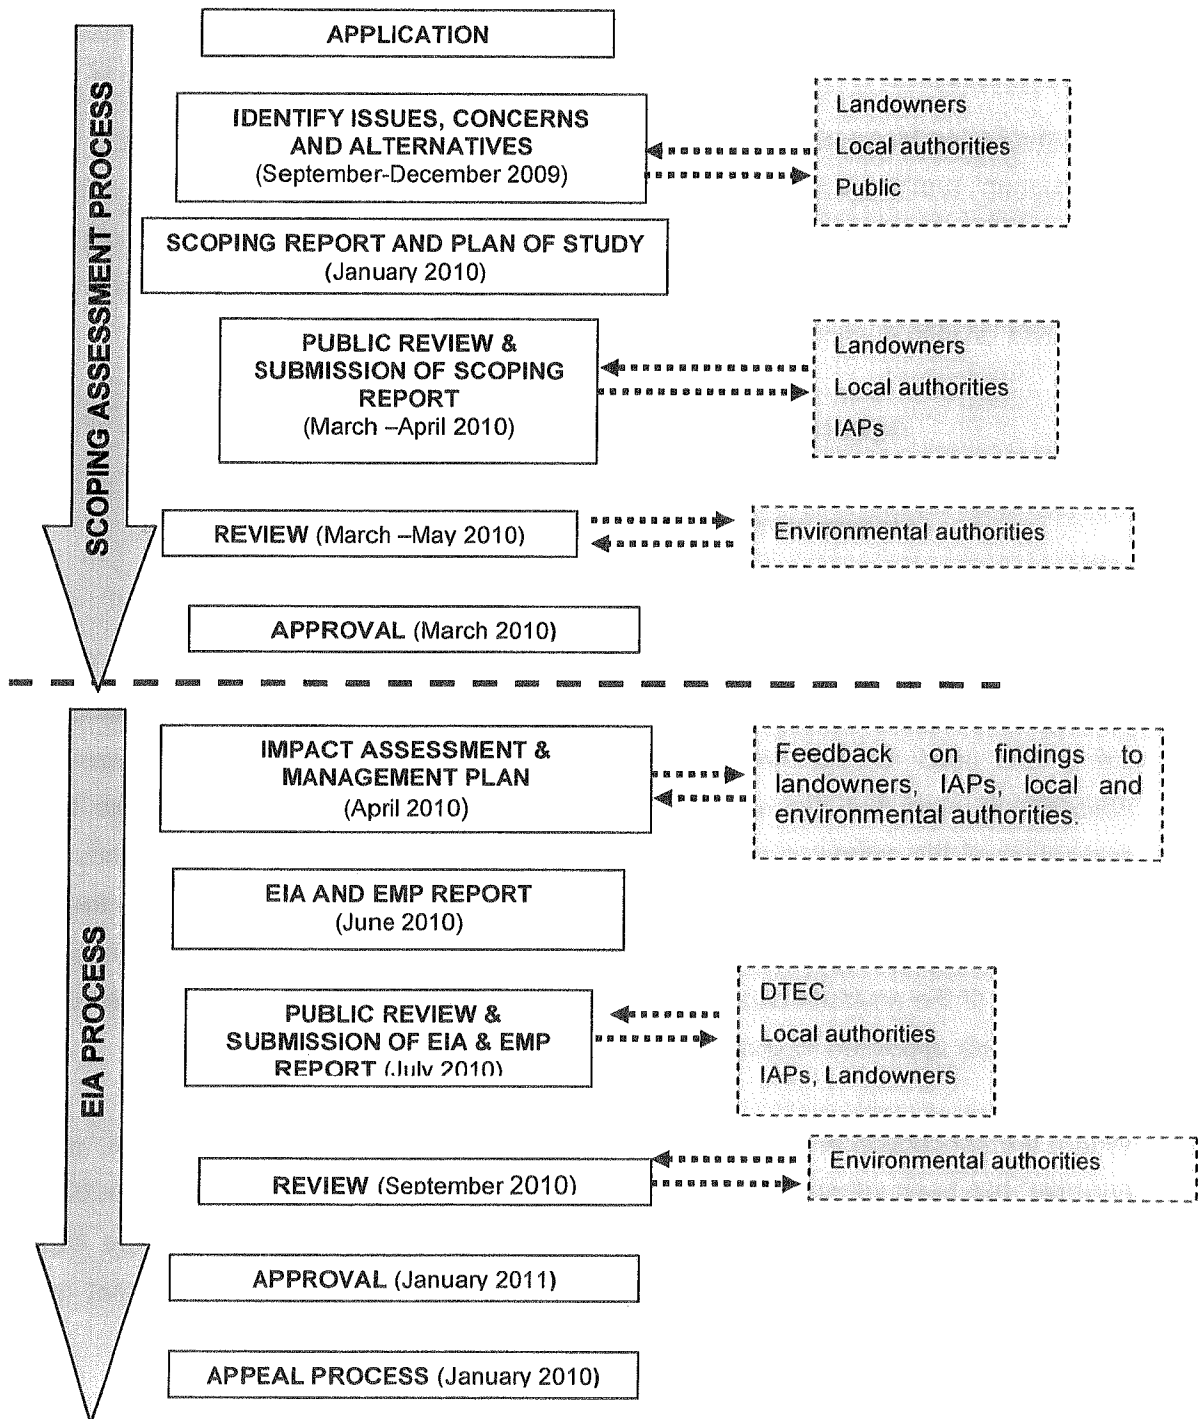 APPLICATION
SCOPING ASSESSMENT PROCESS
IDENTIFY ISSUES, CONCERNS
AND ALTERNATIVES
(September-December 2009)
Landowners
Local authorities
Public
SCOPING REPORT AND PLAN OF STUDY
(January 2010)
PUBLIC REVIEW &
SUBMISSION OF SCOPING
REPORT
(March –April 2010)
Landowners
Local authorities
IAPs
REVIEW (March –May 2010)
Environmental authorities
APPROVAL (March 2010)
EIA PROCESS
IMPACT ASSESSMENT &
MANAGEMENT PLAN
(April 2010)
Feedback on findings to
landowners, IAPs, local and
environmental authorities.
EIA AND EMP REPORT
(June 2010)
PUBLIC REVIEW &
SUBMISSION OF EIA & EMP
REPORT (July 2010)
DTEC
Local authorities
IAPs, Landowners
REVIEW (September 2010)
Environmental authorities
APPROVAL (January 2011)
APPEAL PROCESS (January 2010)